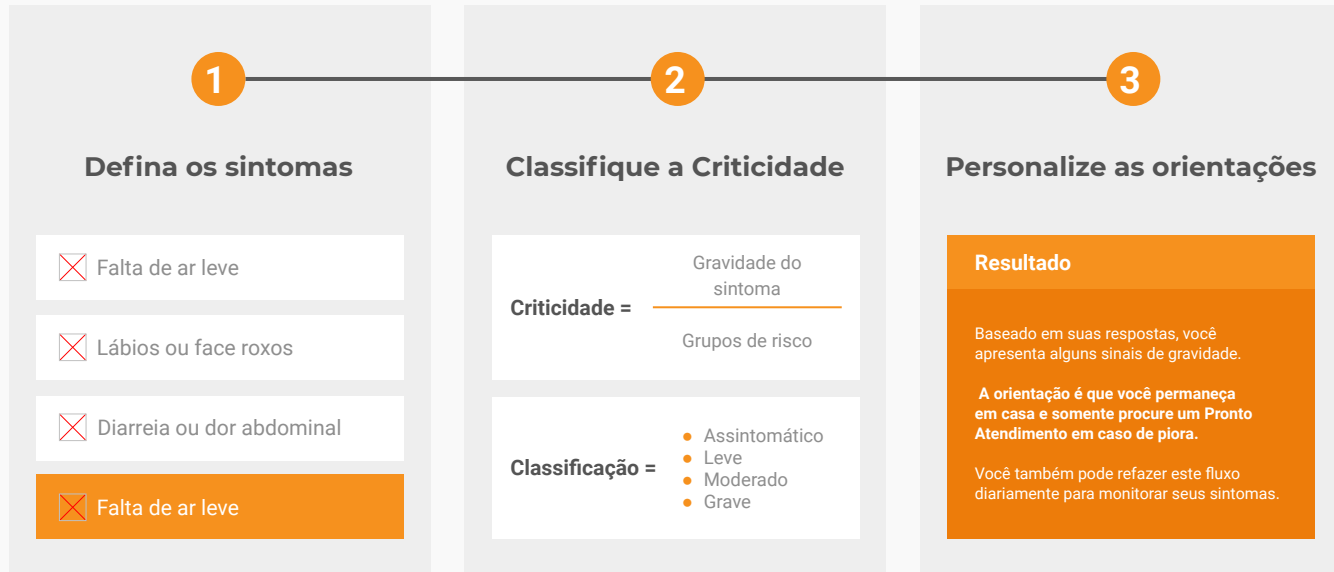 1
2
3
Defina os sintomas
Falta de ar leve
Lábios ou face roxos
Diarreia ou dor abdominal
Falta de ar leve
Classifique a Criticidade
Criticidade =
Gravidade do
sintoma
Grupos de risco
Classificação =
Assintomático
Leve
Moderado
Grave
Personalize as orientações
Resultado
Baseado em suas respostas, você
apresenta alguns sinais de gravidade.
A orientação é que você permaneça
em casa e somente procure um Pronto
Atendimento em caso de piora.
Você também pode refazer este fluxo
diariamente para monitorar seus sintomas.